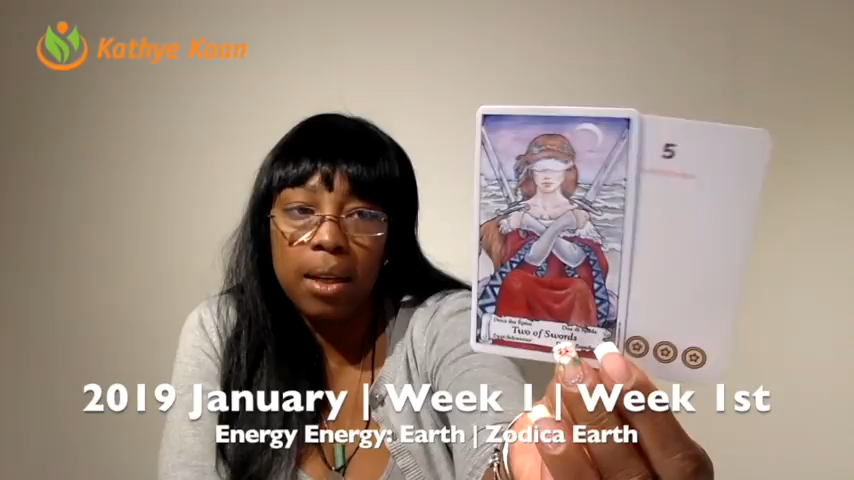 Kathye Kaan
5
Two of Swords
2019 January | Week 1 | Week 1st
Energy Energy: Earth | Zodica Earth